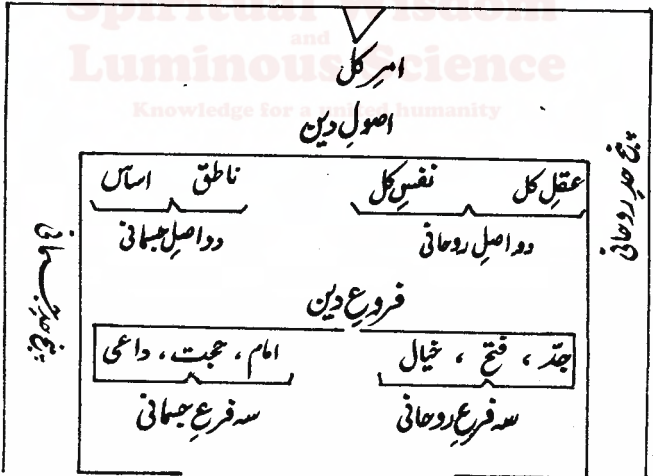 Spiritual Wisdom
and
Luminous Science
Knowledge for a united humanity
امرِ کل
اصولِ دین
عقلِ کل نفسِ کل ناطق اساس
دو اصلِ روحانی دو اصلِ جسمانی
فروعِ دین
جدّ ، فتح ، خیال امام ، حجت ، داعی
سہ فرعِ روحانی سہ فرعِ جسمانی
پنج حدِ روحانی
پنج حدِ جسمانی